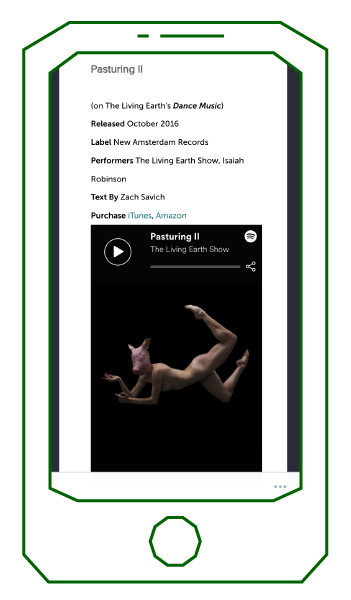 Pasturing II
(on The Living Earth's Dance Music)
Released October 2016
Label New Amsterdam Records
Performers The Living Earth Show, Isaiah
Robinson
Text By Zach Savich
Purchase iTunes, Amazon
Pasturing II
The Living Earth Show